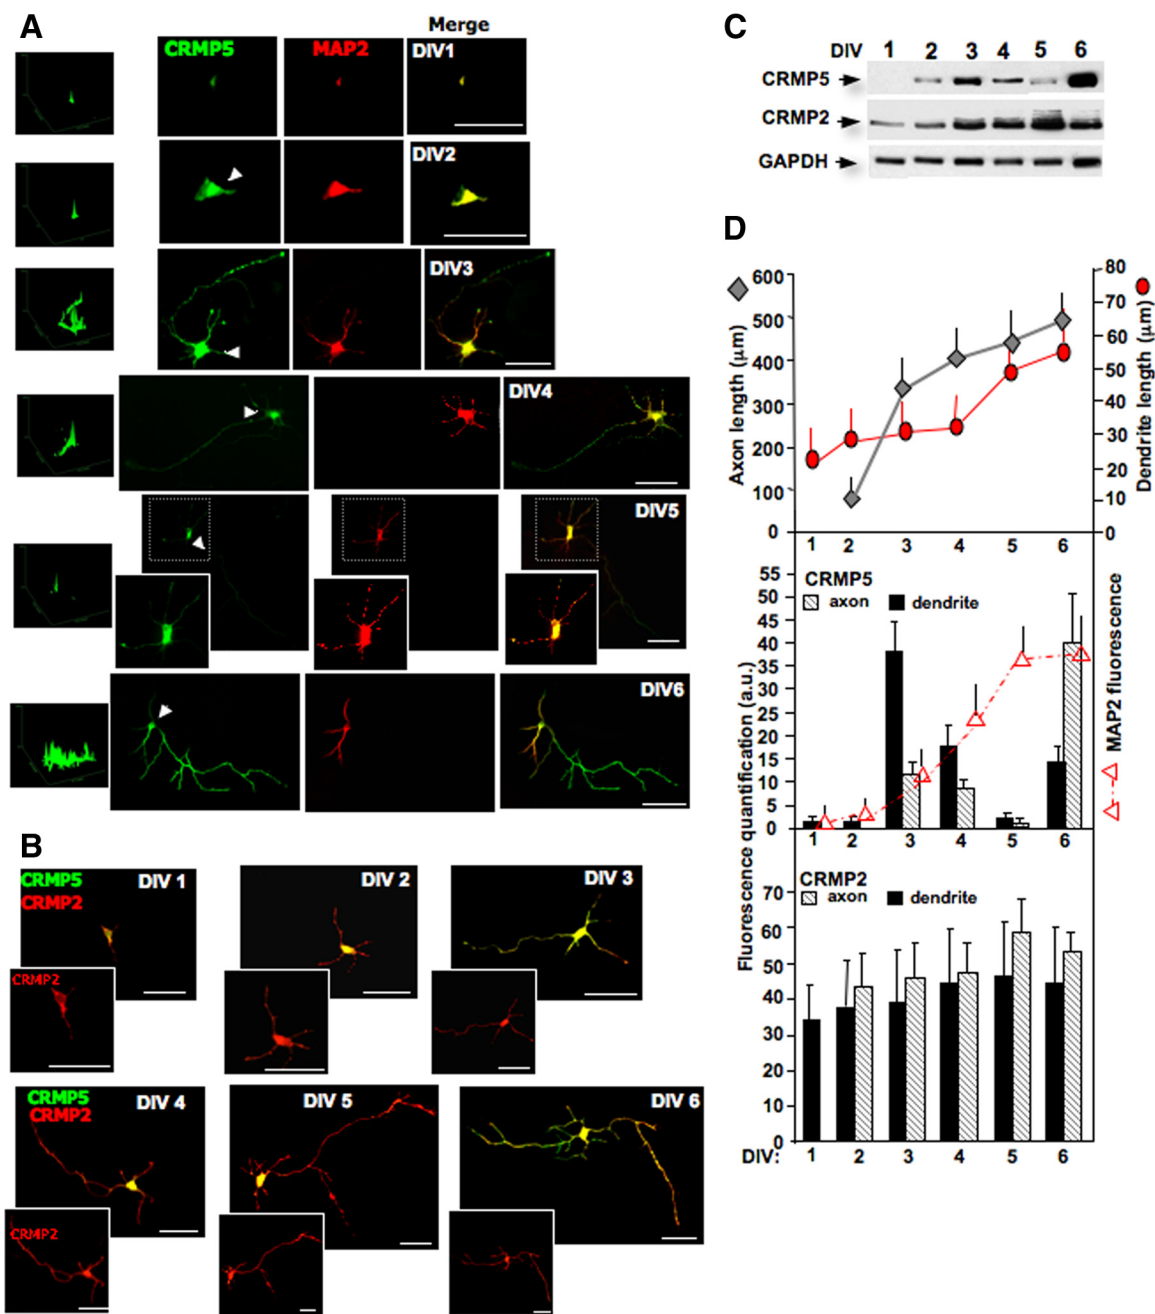 A
Merge
CRMP5
MAP2
DIV1
DIV2
DIV3
DIV4
DIV5
DIV6
B
CRMP5
CRMP2
DIV 1
DIV 2
DIV 3
CRMP2
CRMP5
CRMP2
DIV 4
DIV 5
DIV 6
CRMP2
C
DIV 1 2 3 4 5 6
CRMP5
CRMP2
GAPDH
D
600
500
400
300
200
100
0
Axon length (μm)
80
70
60
50
40
30
20
10
0
Dendrite length (μm)
1 2 3 4 5 6
CRMP5
axon dendrite
55
50
45
40
35
30
25
20
15
10
5
0
MAP2 fluorescence
1 2 3 4 5 6
Fluorescence quantification (a.u.)
CRMP2
axon dendrite
70
60
50
40
30
20
10
0
DIV: 1 2 3 4 5 6